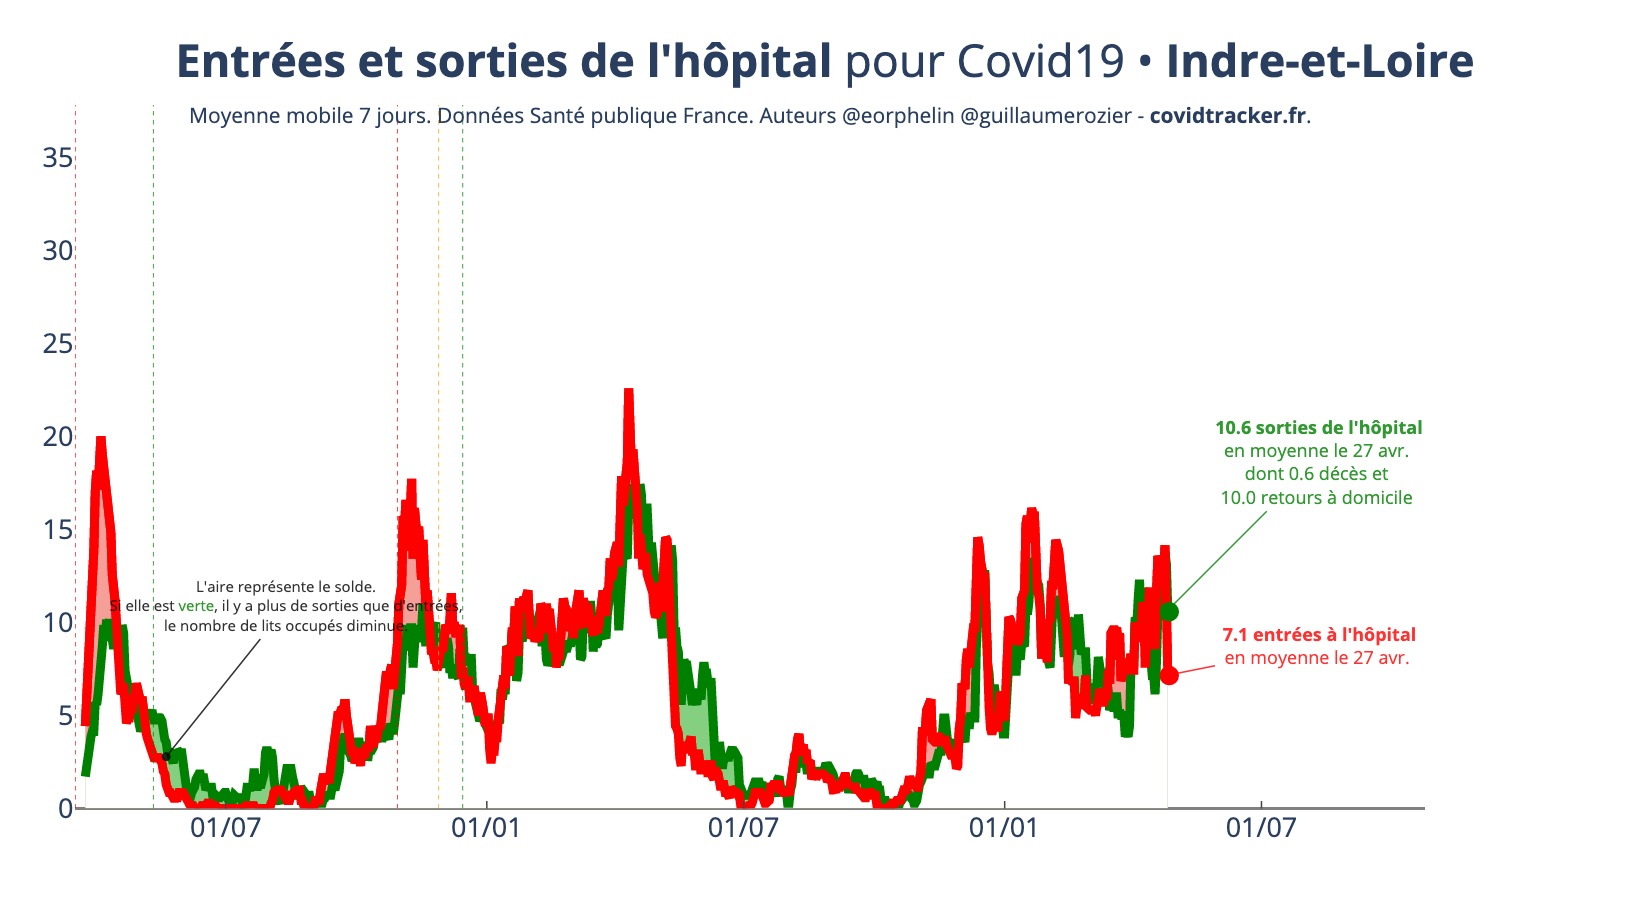 Entrées et sorties de l'hôpital pour Covid19 • Indre-et-Loire
Moyenne mobile 7 jours. Données Santé publique France. Auteurs @eorphelin @guillaumerozier - covidtracker.fr.
35
30
25
20
15
10
5
0
L'aire représente le solde.
Si elle est verte, il y a plus de sorties que d'entrées,
le nombre de lits occupés diminue.
10.6 sorties de l'hôpital
en moyenne le 27 avr.
dont 0.6 décès et
10.0 retours à domicile
7.1 entrées à l'hôpital
en moyenne le 27 avr.
01/07
01/01
01/07
01/01
01/07